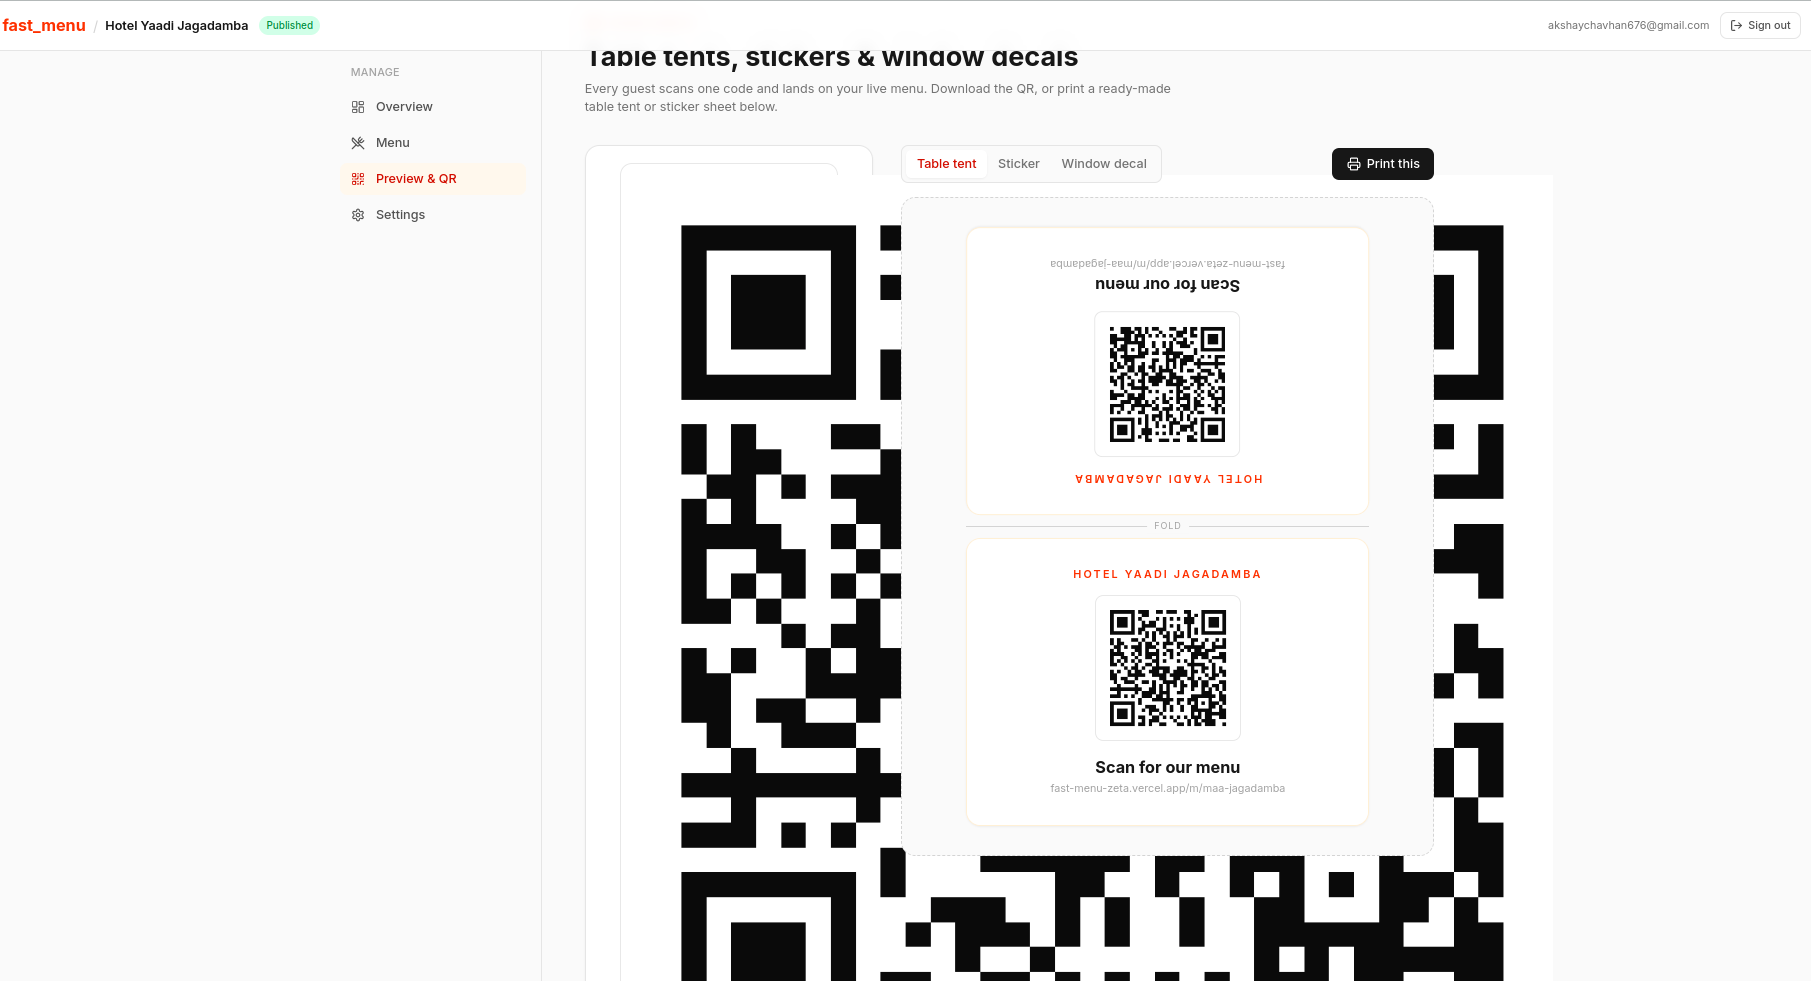 fast_menu / Hotel Yaadi Jagadamba Published
akshaychavhan676@gmail.com Sign out
MANAGE
Overview
Menu
Preview & QR
Settings
Table tents, stickers & window decals
Every guest scans one code and lands on your live menu. Download the QR, or print a ready-made
table tent or sticker sheet below.
Table tent Sticker Window decal
Print this
fast-menu-zeta.vercel.app/m/maa-jagadamba
Scan for our menu
HOTEL YAADI JAGADAMBA
FOLD
HOTEL YAADI JAGADAMBA
Scan for our menu
fast-menu-zeta.vercel.app/m/maa-jagadamba